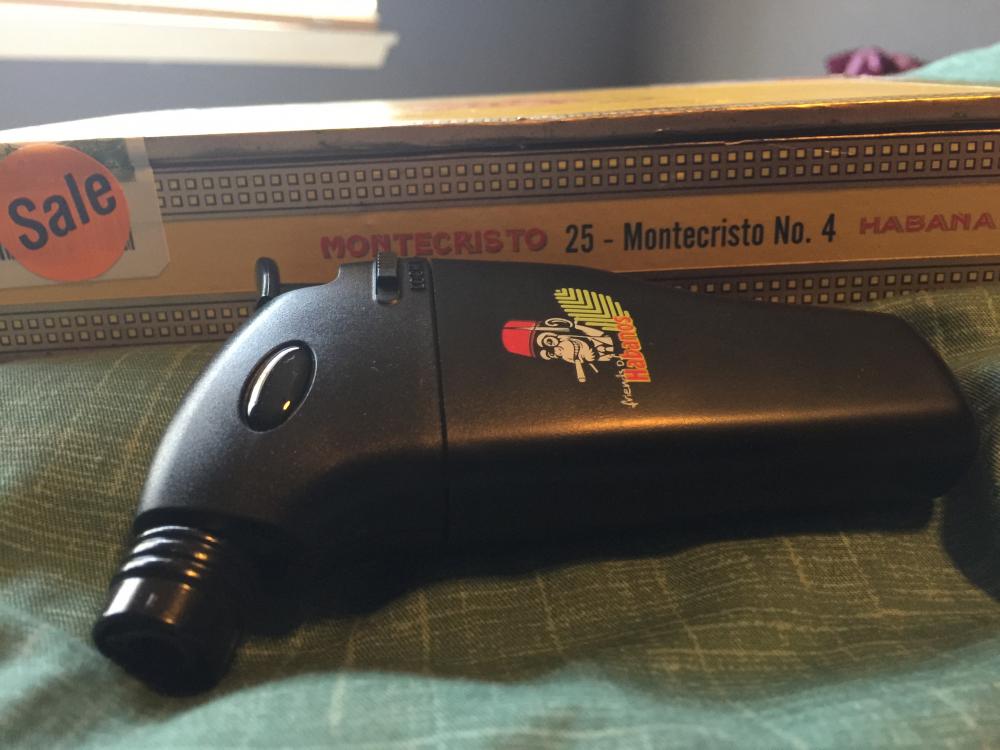 Sale
MONTECRISTO 25 - Montecristo No. 4 HABANA
friends of
Habanos